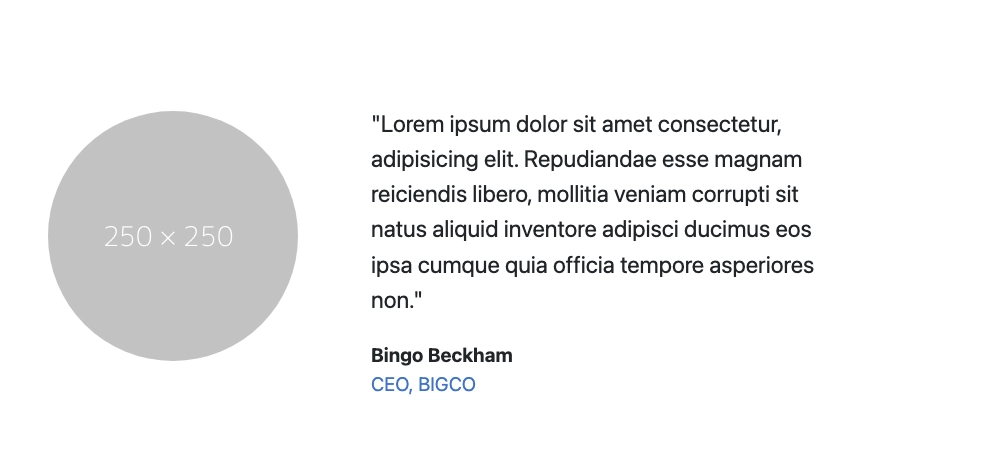 250 × 250
"Lorem ipsum dolor sit amet consectetur,
adipisicing elit. Repudiandae esse magnam
reiciendis libero, mollitia veniam corrupti sit
natus aliquid inventore adipisci ducimus eos
ipsa cumque quia officia tempore asperiores
non."
Bingo Beckham
CEO, BIGCO